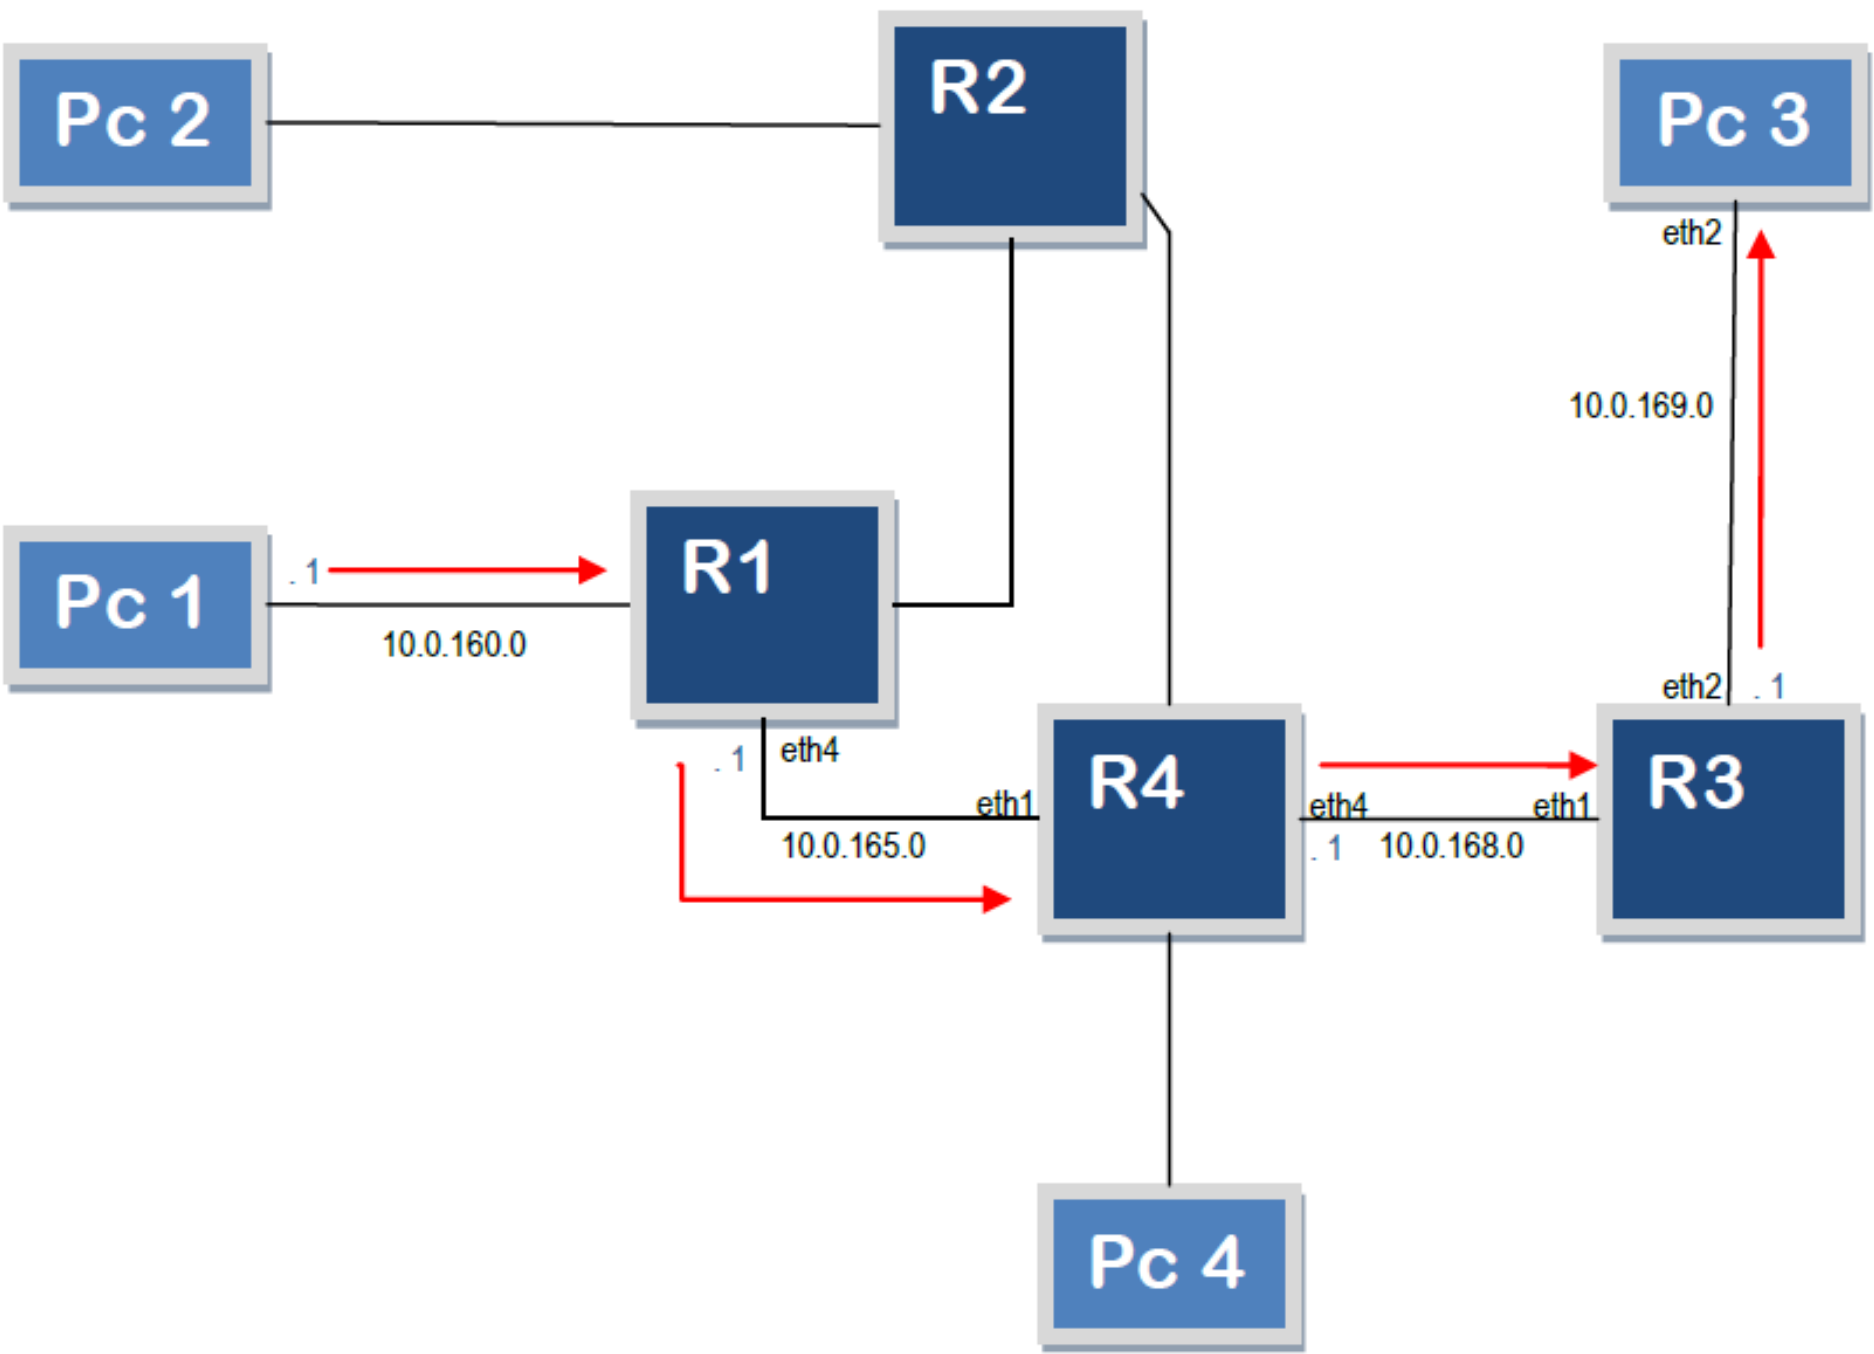 R2
Pc 2
Pc 3
eth2
10.0.169.0
R1
Pc 1
. 1
10.0.160.0
eth2
. 1
. 1
eth4
R4
R3
eth1
eth4
eth1
10.0.165.0
. 1
10.0.168.0
Pc 4